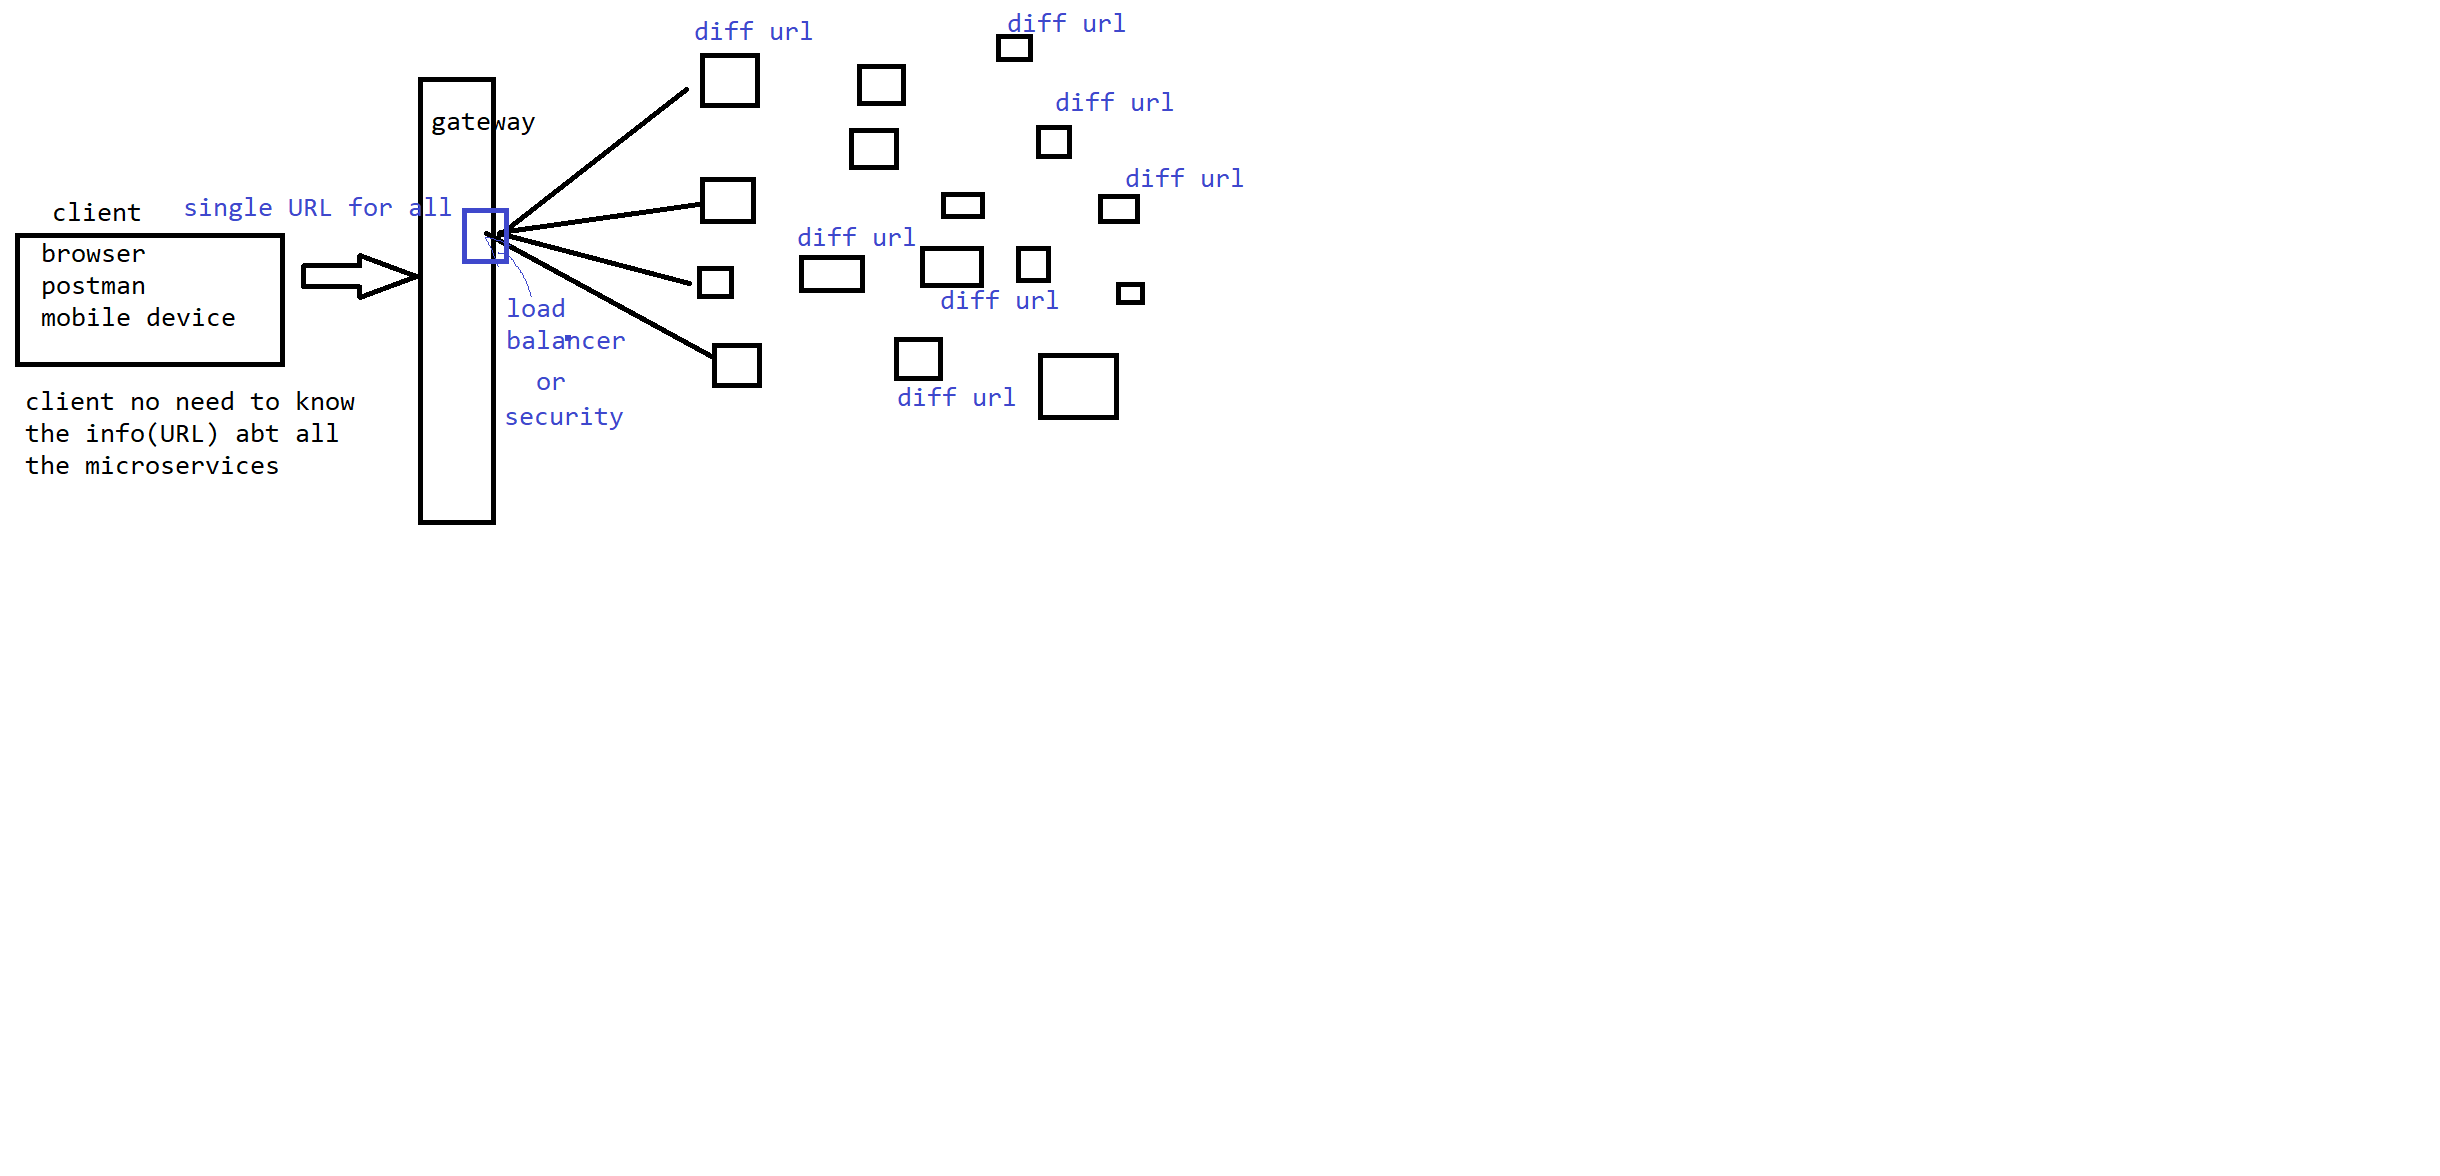 diff url
diff url
diff url
gateway
diff url
client
single URL for all
browser
postman
mobile device
diff url
diff url
load
balancer
or
security
diff url
client no need to know
the info(URL) abt all
the microservices